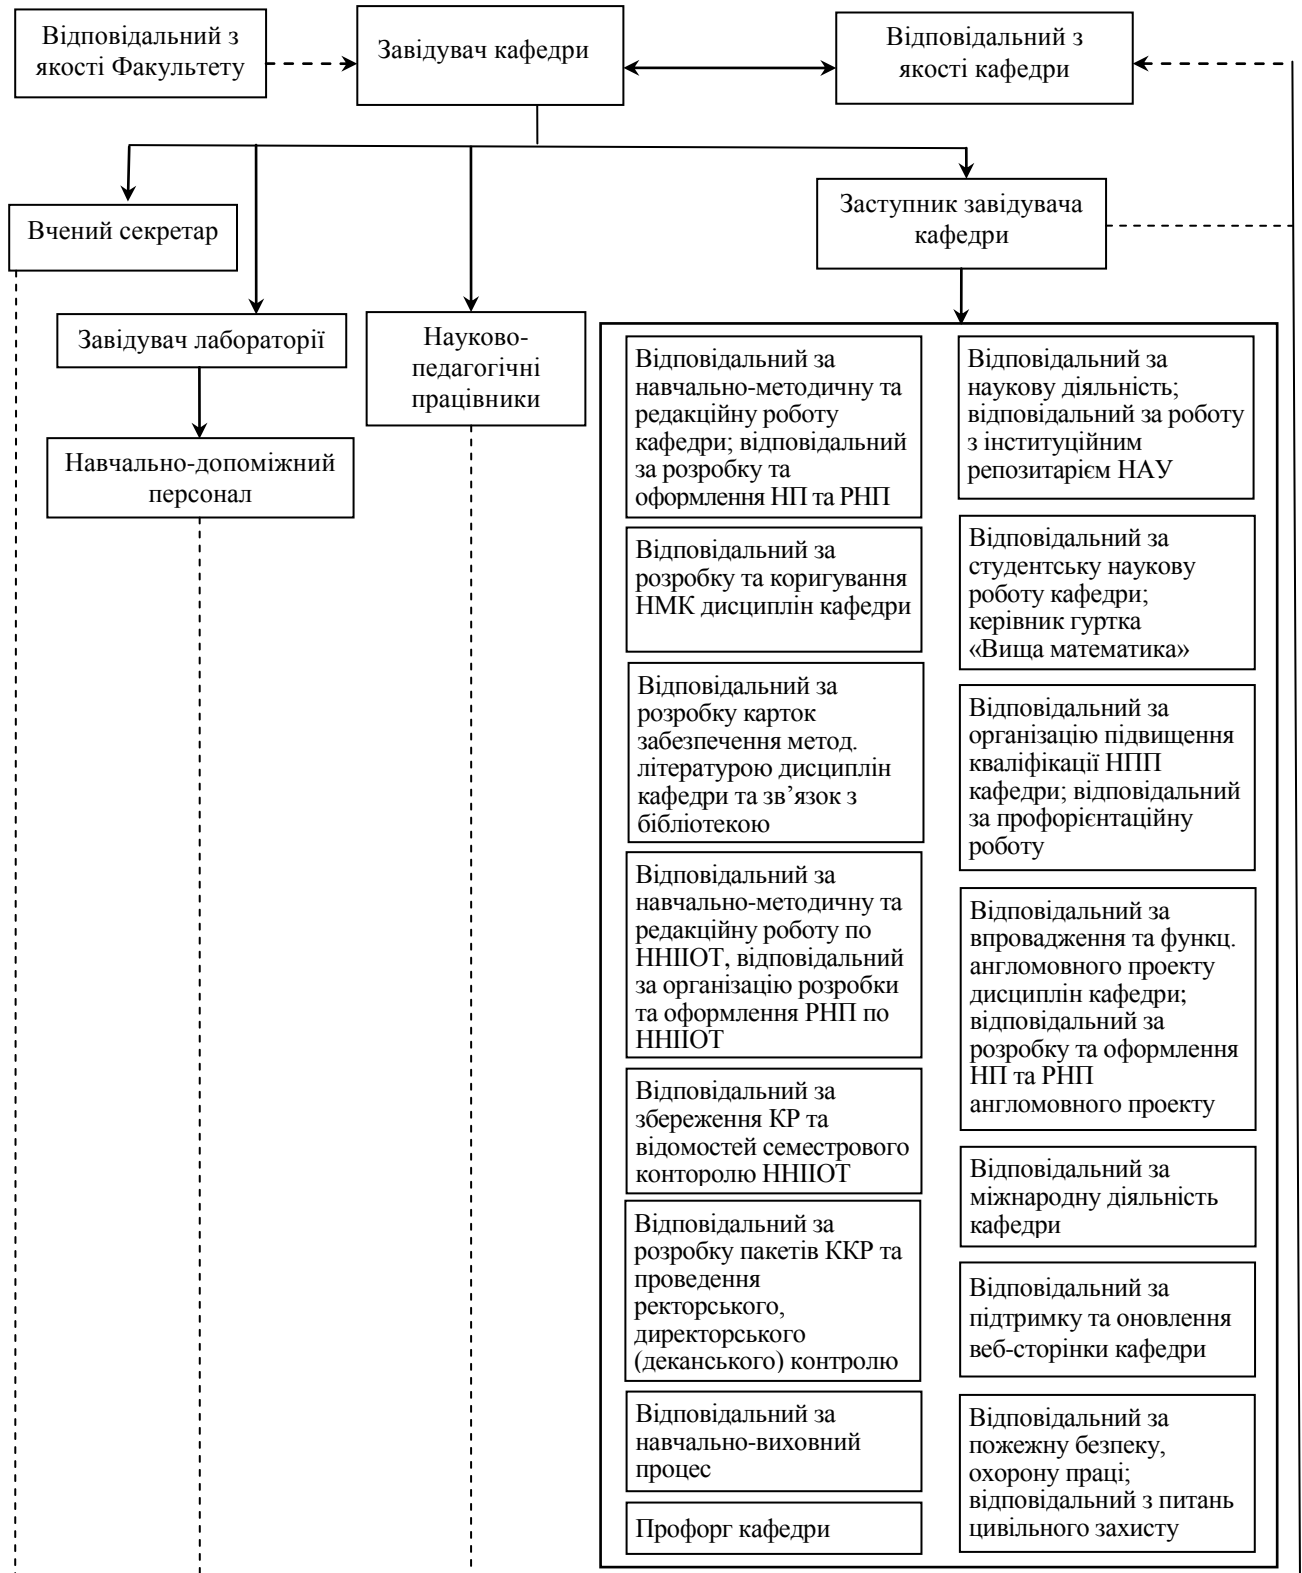 Відповідальний з
якості Факультету
Завідувач кафедри
Відповідальний з
якості кафедри
Вчений секретар
Заступник завідувача
кафедри
Завідувач лабораторії
Науково-
педагогічні
працівники
Навчально-допоміжний
персонал
Відповідальний за
навчально-методичну та
редакційну роботу
кафедри; відповідальний
за розробку та
оформлення НП та РНП
Відповідальний за
розробку та коригування
НМК дисциплін кафедри
Відповідальний за
розробку карток
забезпечення метод.
літературою дисциплін
кафедри та зв’язок з
бібліотекою
Відповідальний за
навчально-методичну та
редакційну роботу по
ННІІОТ, відповідальний
за організацію розробки
та оформлення РНП по
ННІІОТ
Відповідальний за
збереження КР та
відомостей семестрового
конторолю ННІІОТ
Відповідальний за
розробку пакетів ККР та
проведення
ректорського,
директорського
(деканського) контролю
Відповідальний за
навчально-виховний
процес
Профорг кафедри
Відповідальний за
наукову діяльність;
відповідальний за роботу
з інституційним
репозитарієм НАУ
Відповідальний за
студентську наукову
роботу кафедри;
керівник гуртка
«Вища математика»
Відповідальний за
організацію підвищення
кваліфікації НПП
кафедри; відповідальний
за профорієнтаційну
роботу
Відповідальний за
впровадження та функц.
англомовного проекту
дисциплін кафедри;
відповідальний за
розробку та оформлення
НП та РНП
англомовного проекту
Відповідальний за
міжнародну діяльність
кафедри
Відповідальний за
підтримку та оновлення
веб-сторінки кафедри
Відповідальний за
пожежну безпеку,
охорону праці;
відповідальний з питань
цивільного захисту